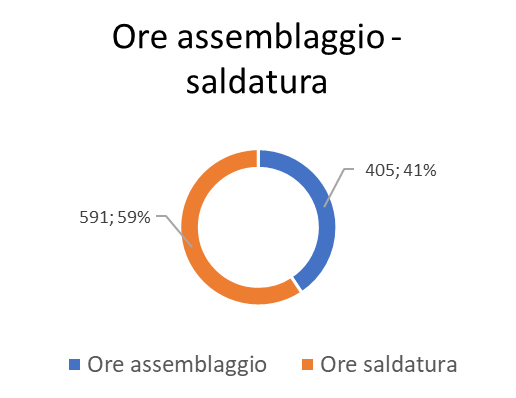 Ore assemblaggio -
saldatura
405; 41%
591; 59%
Ore assemblaggio
Ore saldatura